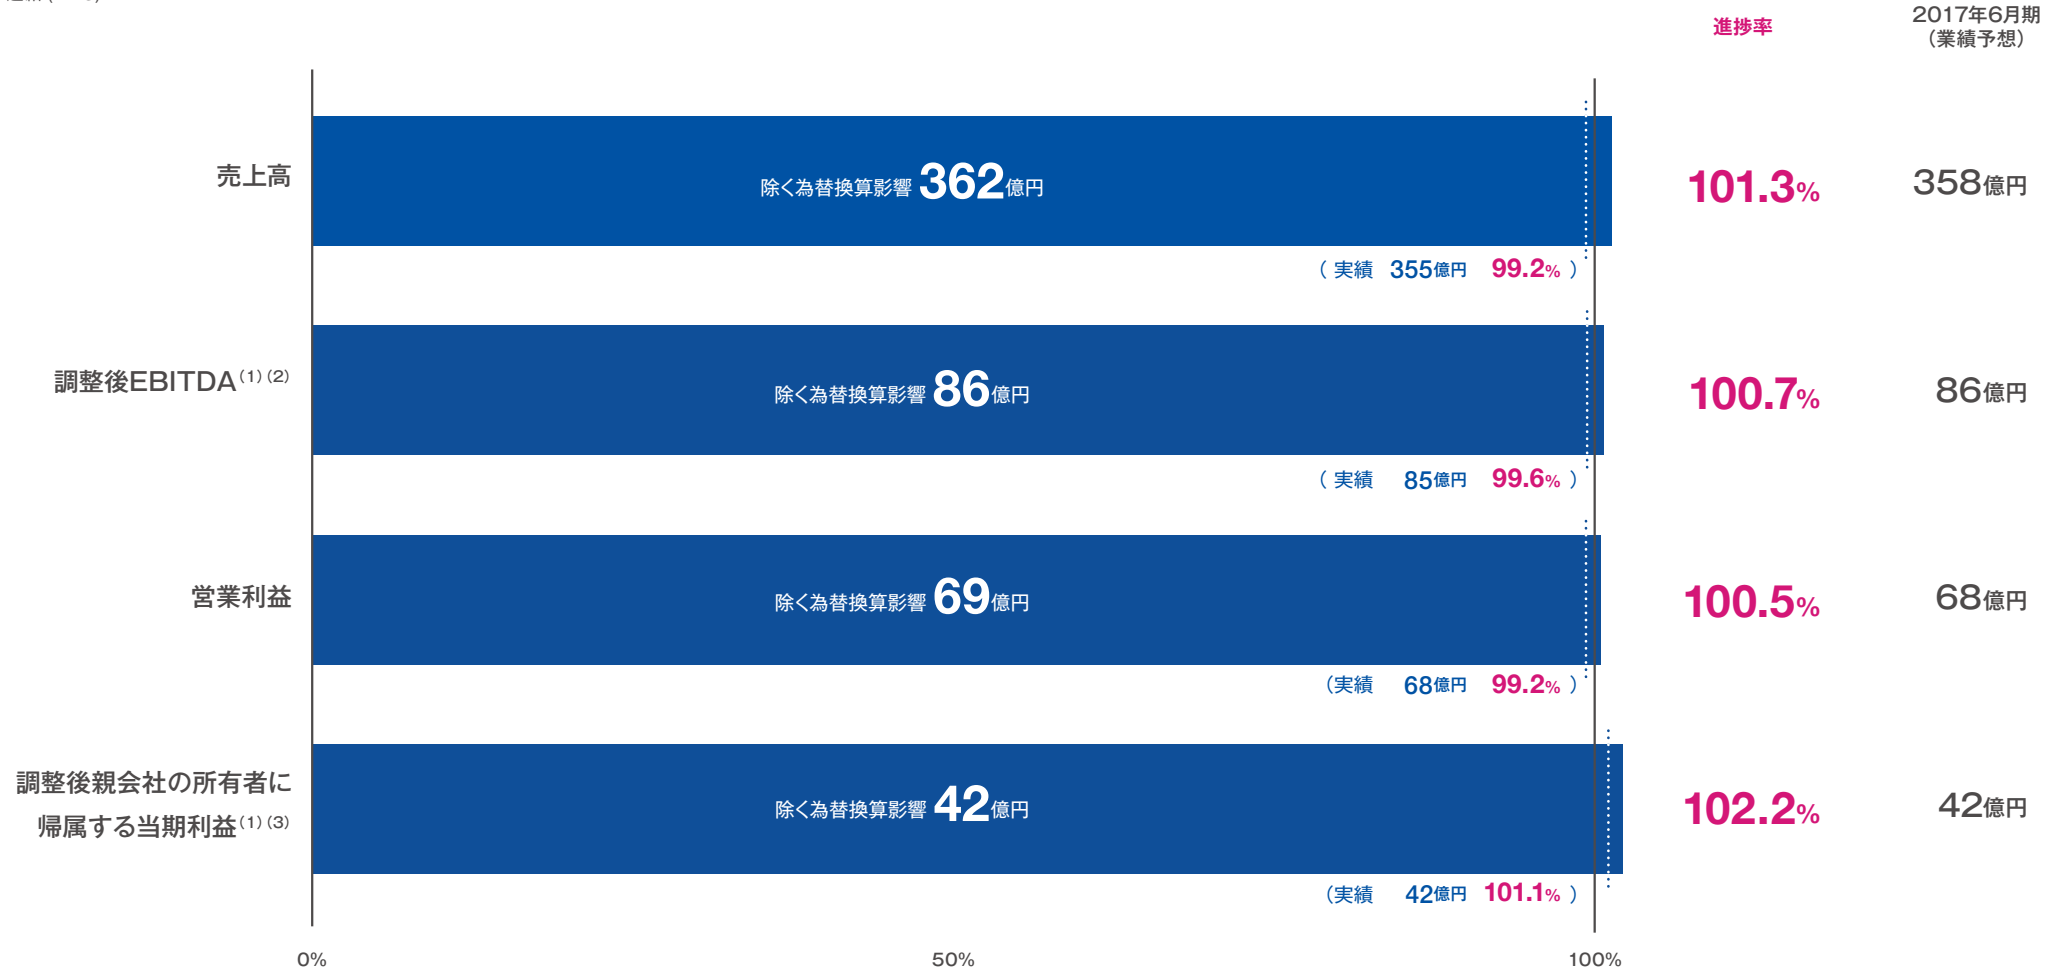 進捗率
2017年6月期
（業績予想）
売上高
除く為替換算影響 362億円
101.3%
358億円
（ 実績 355億円 99.2% ）
調整後EBITDA（1）（2）
除く為替換算影響 86億円
100.7%
86億円
（ 実績 85億円 99.6% ）
営業利益
除く為替換算影響 69億円
100.5%
68億円
（実績 68億円 99.2% ）
調整後親会社の所有者に
帰属する当期利益（1）（3）
除く為替換算影響 42億円
102.2%
42億円
（実績 42億円 101.1% ）
0%
50%
100%